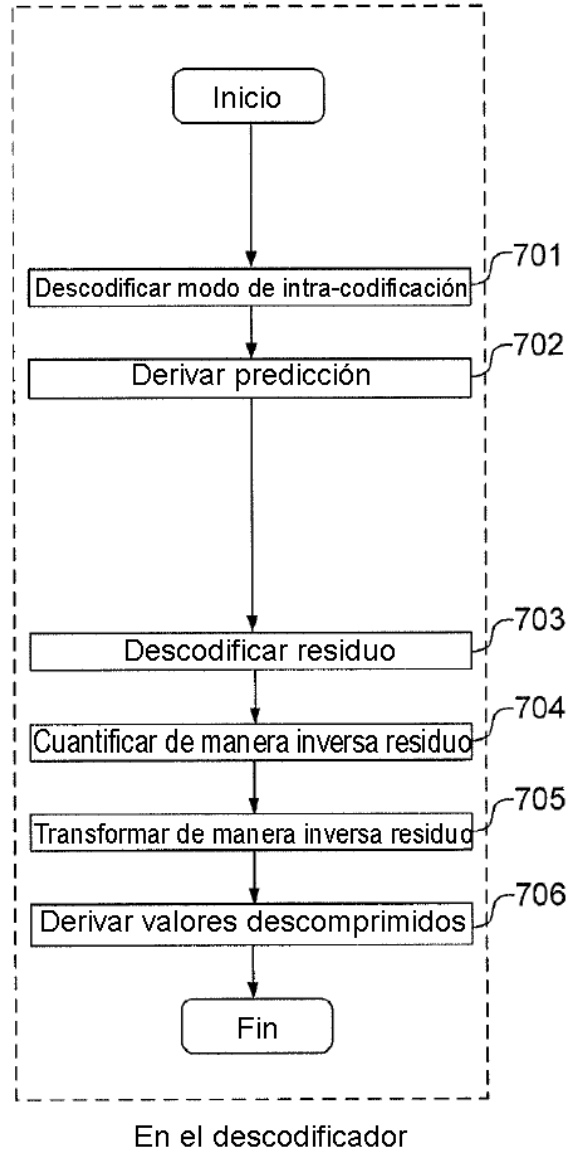 Inicio
701
Descodificar modo de intra-codificación
702
Derivar predicción
703
Descodificar residuo
704
Cuantificar de manera inversa residuo
705
Transformar de manera inversa residuo
706
Derivar valores descomprimidos
Fin
En el descodificador